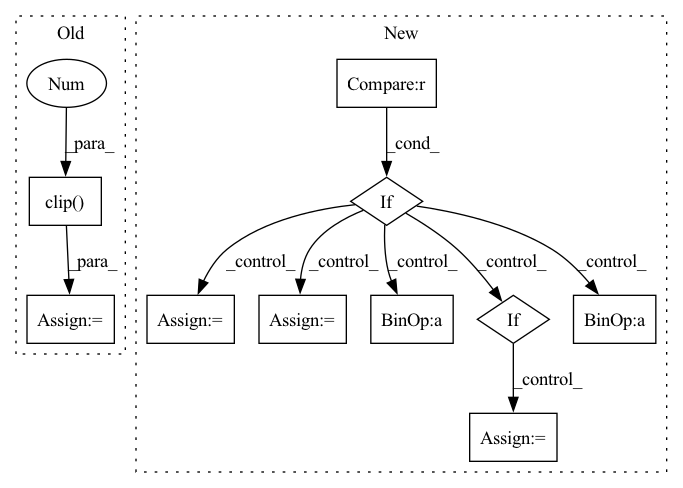 Old
New
Num
Compare:r
_para_
_cond_
clip()
If
_para_
_control_
_control_
_control_
_control_
_control_
Assign:=
Assign:=
Assign:=
BinOp:a
If
BinOp:a
_control_
Assign:=